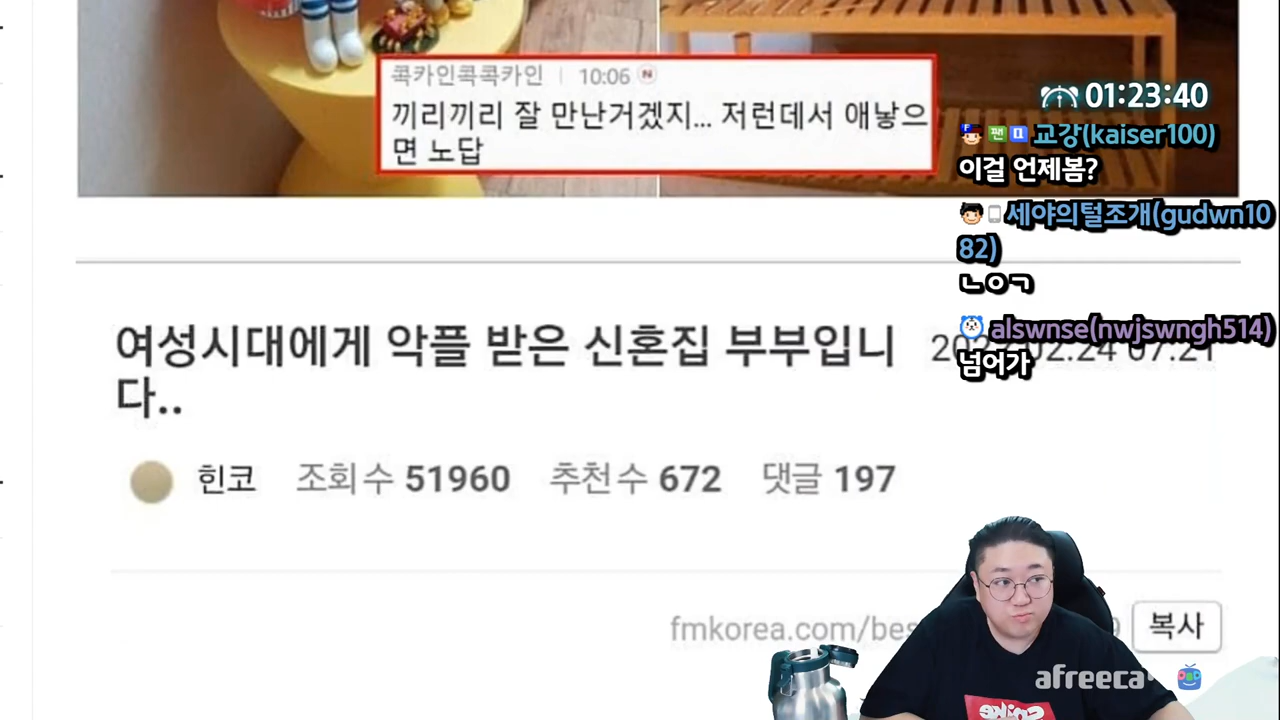 콕카인콕콕카인 | 10:06 N
끼리끼리 잘 만난거겠지... 저런데서 애낳으
면 노답
01:23:40
교강(kaiser100)
이걸 언제봄?
세야의털조개(gudwn10
82)
ㄴㅇㄱ
alswnse(nwjswngh514)
넘어가
여성시대에게 악플 받은 신혼집 부부입니
다..
02.24 07:21
힌코 조회 수 51960 추천 수 672 댓글 197
fmkorea.com/bes
복사
afreeca